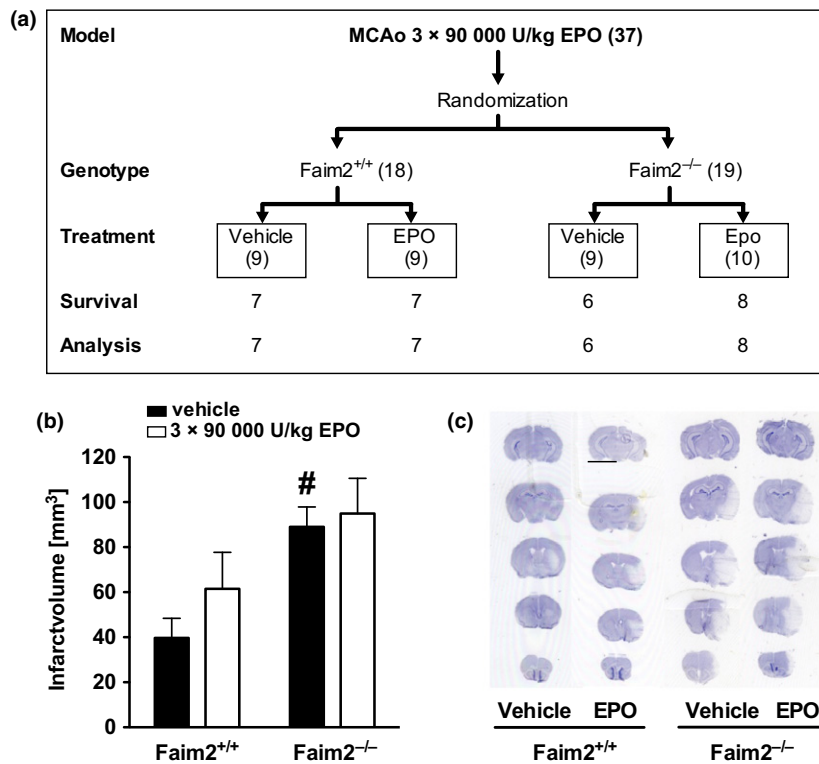 (a)
Model MCAo 3 × 90 000 U/kg EPO (37)
Randomization
Genotype Faim2+/+ (18) Faim2–/– (19)
Treatment Vehicle EPO Vehicle Epo
(9) (9) (9) (10)
Survival 7 7 6 8
Analysis 7 7 6 8
(b)
vehicle
3 × 90 000 U/kg EPO
Infarctvolume [mm3]
120
100
80
60
40
20
0
#
Faim2+/+ Faim2–/–
(c)
Vehicle EPO Vehicle EPO
Faim2+/+ Faim2–/–